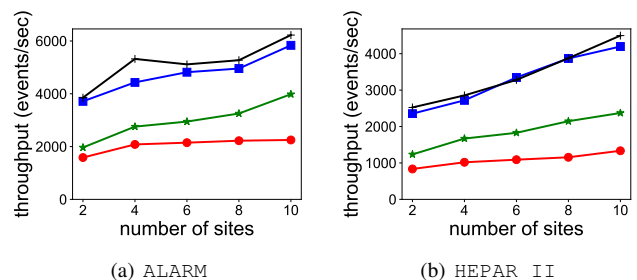 throughput (events/sec)
6000
4000
2000
0
2 4 6 8 10
number of sites
(a) ALARM
throughput (events/sec)
4000
3000
2000
1000
0
2 4 6 8 10
number of sites
(b) HEPAR II